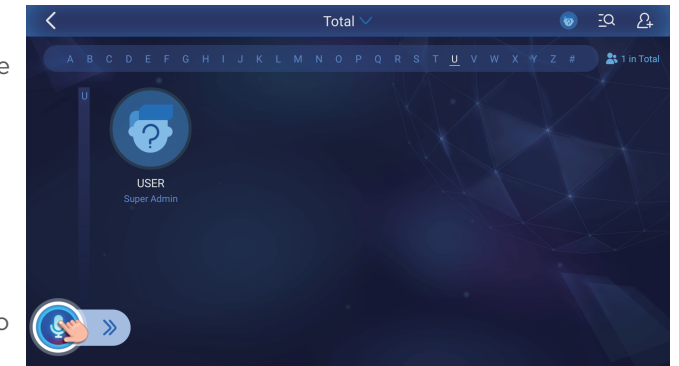 Total
A B C D E F G H I J K L M N O P Q R S T U V W X Y Z # 1 in Total
e
U
USER
Super Admin
o